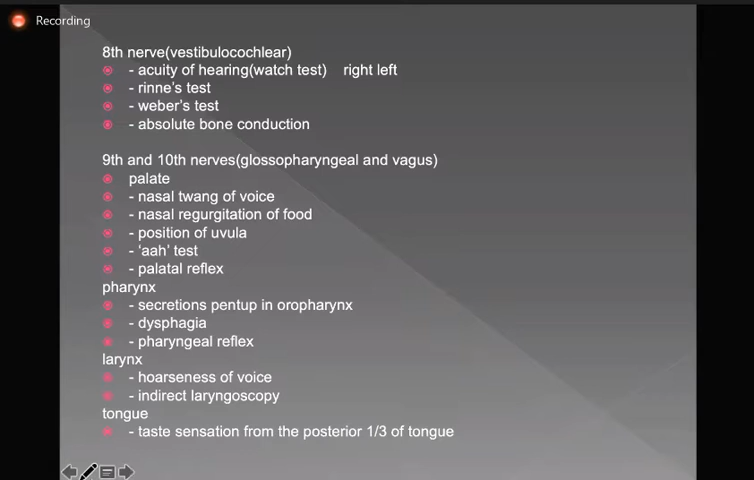 Recording
8th nerve(vestibulocochlear)
- acuity of hearing(watch test) right left
- rinne's test
- weber's test
- absolute bone conduction
9th and 10th nerves(glossopharyngeal and vagus)
palate
- nasal twang of voice
- nasal regurgitation of food
- position of uvula
- 'aah' test
- palatal reflex
pharynx
- secretions pentup in oropharynx
- dysphagia
- pharyngeal reflex
larynx
- hoarseness of voice
- indirect laryngoscopy
tongue
- taste sensation from the posterior 1/3 of tongue